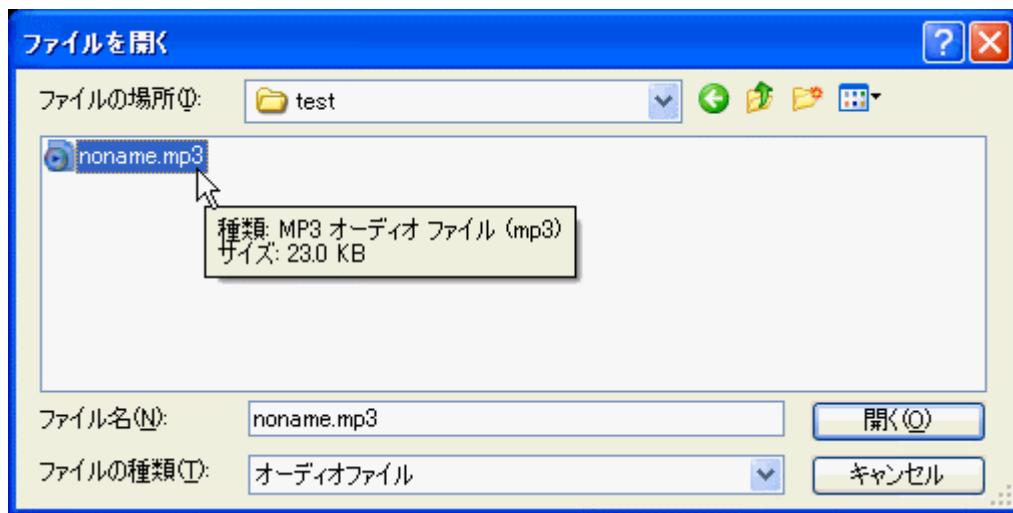 ファイルを開く
ファイルの場所(I):
test
noname.mp3
種類: MP3 オーディオ ファイル (mp3)
サイズ: 23.0 KB
ファイル名(N):
noname.mp3
開く(O)
ファイルの種類(T):
オーディオファイル
キャンセル